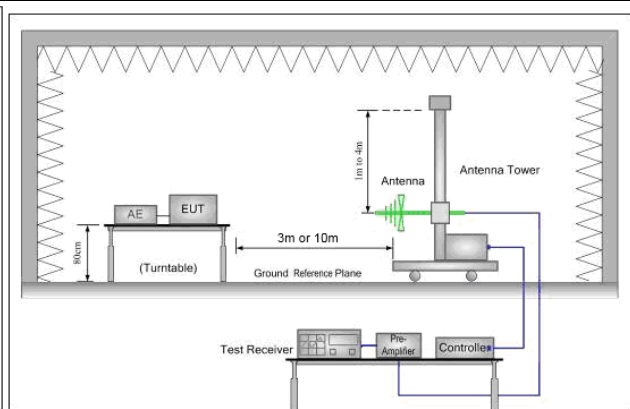 1m to 4m
Antenna
Antenna Tower
AE
EUT
80cm
3m or 10m
(Turntable)
Ground Reference Plane
Test Receiver
Pre-
Amplifier
Controller